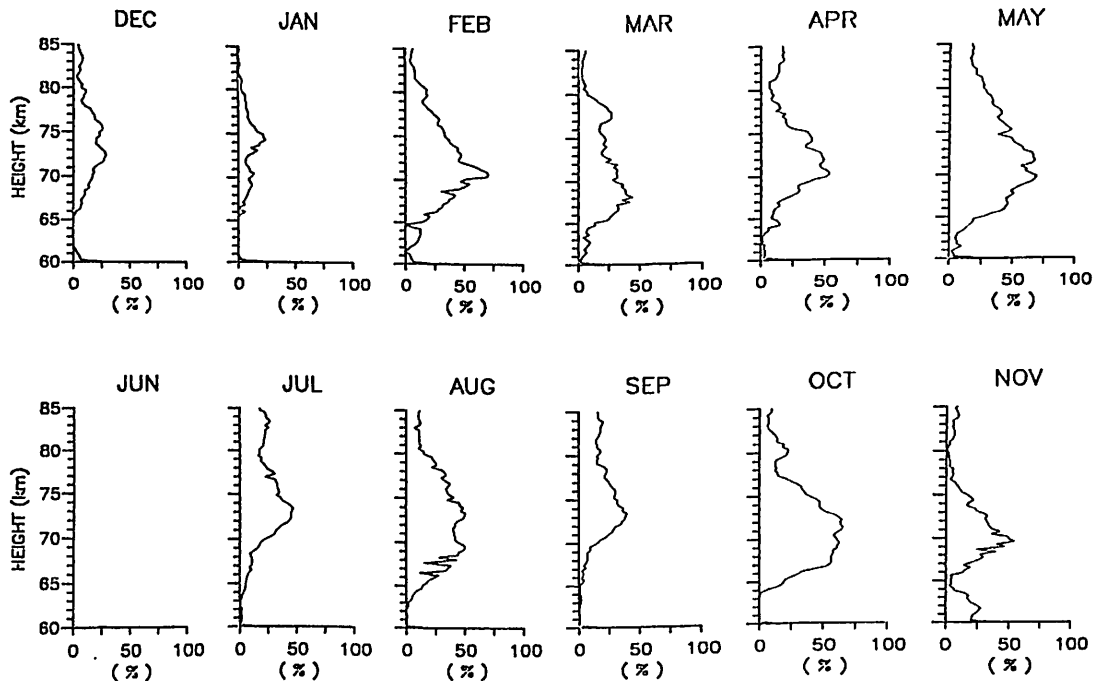 DEC JAN FEB MAR APR MAY
85
80
75
70
65
60
HEIGHT (km)
0 50 100 0 50 100 0 50 100 0 50 100 0 50 100 0 50 100
(%) (%) (%) (%) (%) (%)
JUN JUL AUG SEP OCT NOV
85
80
75
70
65
60
HEIGHT (km)
0 50 100 0 50 100 0 50 100 0 50 100 0 50 100 0 50 100
(%) (%) (%) (%) (%) (%)